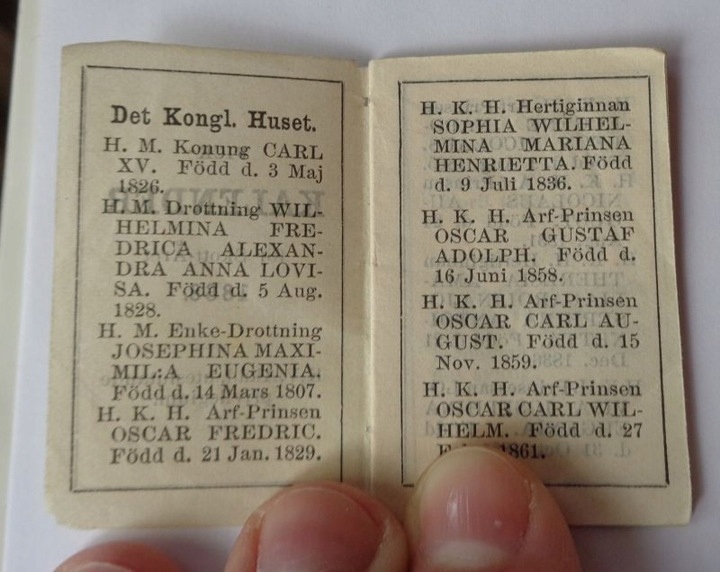 Det Kongl. Huset.
H. M. Konung CARL
XV. Född d. 3 Maj
1826.
H. M. Drottning WIL-
HELMINA FRE-
DRICA ALEXAN-
DRA ANNA LOVI-
SA. Född d. 5 Aug.
1828.
H. M. Enke-Drottning
JOSEPHINA MAXI-
MIL:A EUGENIA.
Född d. 14 Mars 1807.
H. K. H. Arf-Prinsen
OSCAR FREDRIC.
Född d. 21 Jan. 1829.
H. K. H. Hertiginnan
SOPHIA WILHEL-
MINA MARIANA
HENRIETTA. Född
d. 9 Juli 1836.
H. K. H. Arf-Prinsen
OSCAR GUSTAF
ADOLPH. Född d.
16 Juni 1858.
H. K. H. Arf-Prinsen
OSCAR CARL AU-
GUST. Född d. 15
Nov. 1859.
H. K. H. Arf-Prinsen
OSCAR CARL WIL-
HELM. Född d. 27
1861.